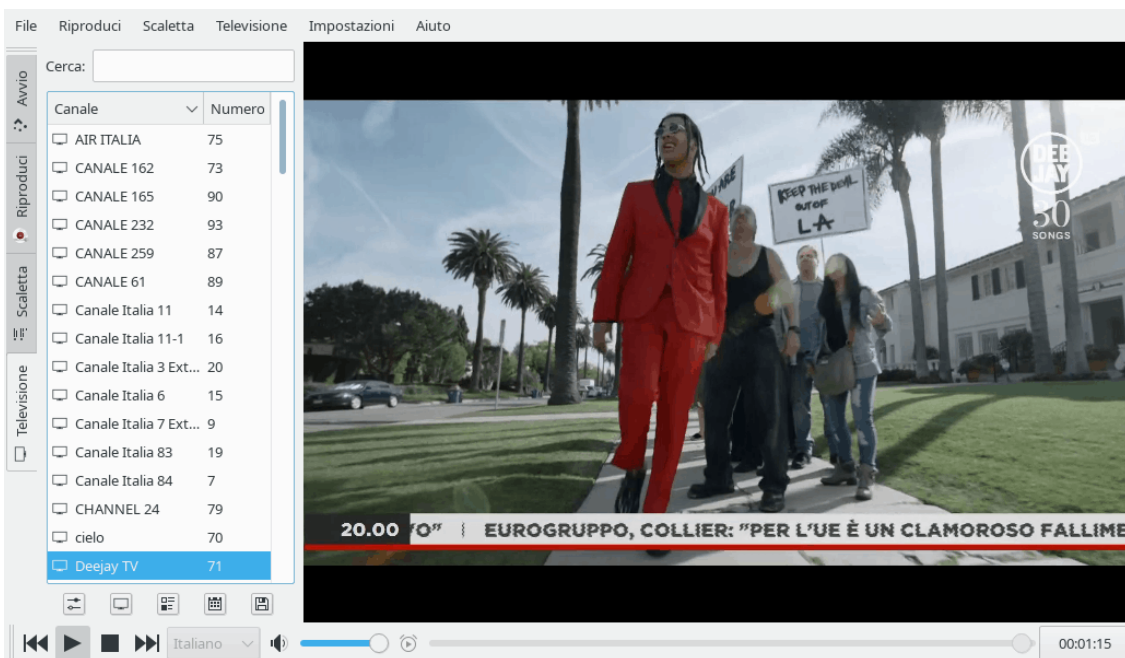 File Riproduci Scaletta Televisione Impostazioni Aiuto
Avvio
Riproduci
Scaletta
Televisione
Cerca:
Canale Numero
AIR ITALIA 75
CANALE 162 73
CANALE 165 90
CANALE 232 93
CANALE 259 87
CANALE 61 89
Canale Italia 11 14
Canale Italia 11-1 16
Canale Italia 3 Ext... 20
Canale Italia 6 15
Canale Italia 7 Ext... 9
Canale Italia 83 19
Canale Italia 84 7
CHANNEL 24 79
cielo 70
Deejay TV 71
DEE
JAY
30
SONGS
ARE
KEEP THE DEVIL
OUT OF
LA
20.00 'O” | EUROGRUPPO, COLLIER: ”PER L'UE È UN CLAMOROSO FALLIME
Italiano 00:01:15